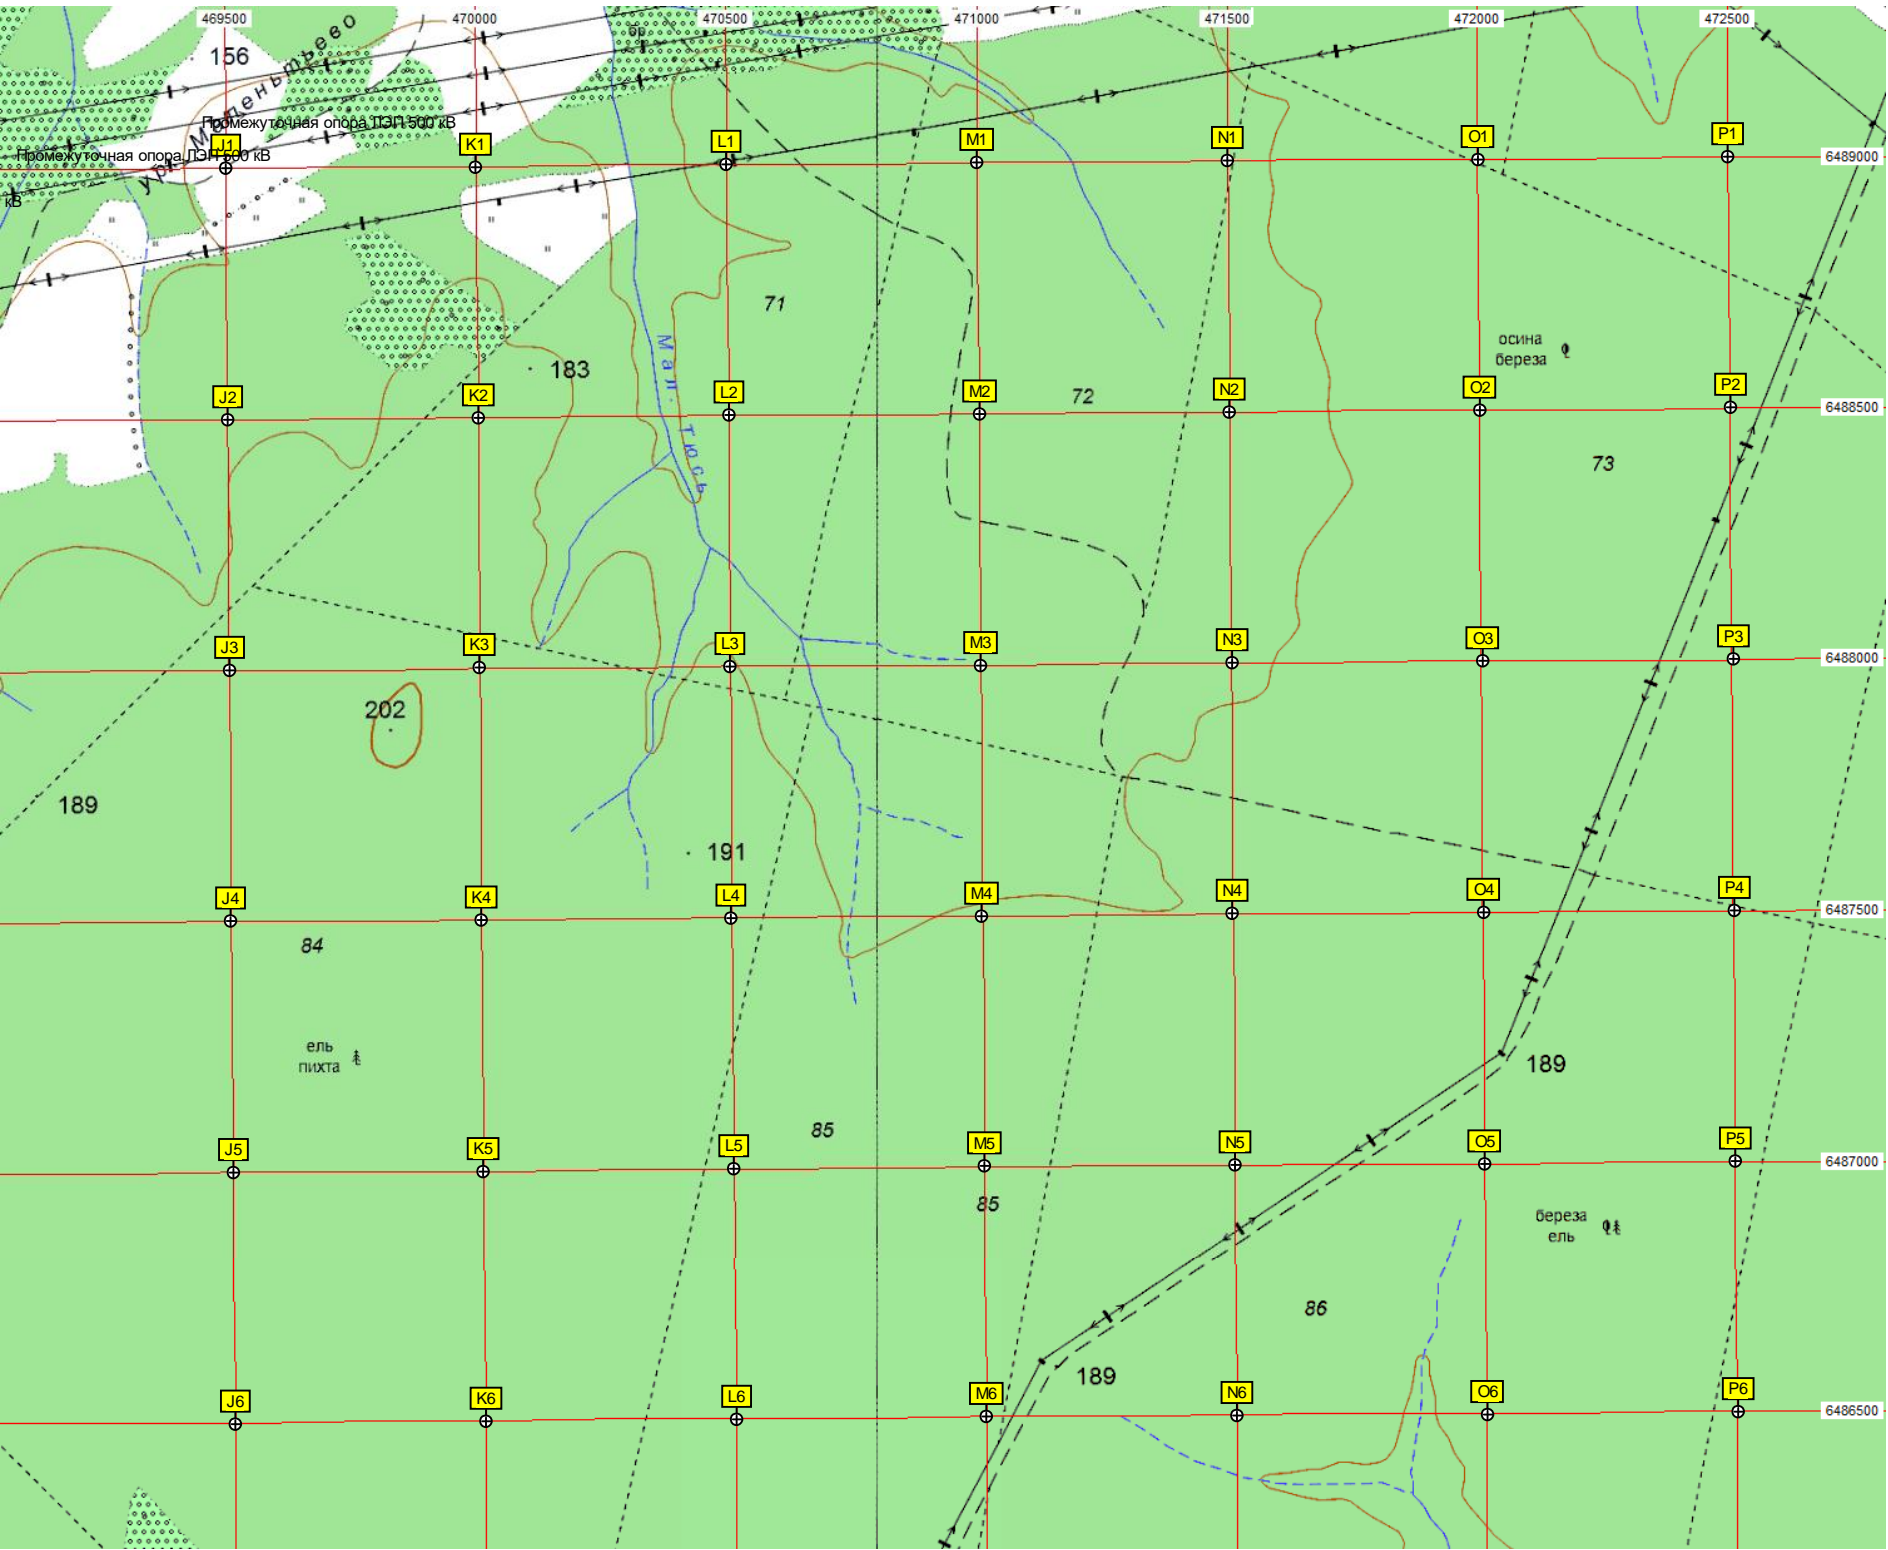 469500 470000 470500 471000 471500 472000 472500
156
ур. Маленьтьево
Промежуточная опора ЛЭП 500 кВ
Промежуточная опора ЛЭП 500 кВ
кВ
J1 K1 L1 M1 N1 O1 P1
6489000
71
Мал. Тюсь
осина
береза
183
72
J2 K2 L2 M2 N2 O2 P2
6488500
73
J3 K3 L3 M3 N3 O3 P3
6488000
202
189
191
J4 K4 L4 M4 N4 O4 P4
6487500
84
ель
пихта
189
85
J5 K5 L5 M5 N5 O5 P5
6487000
85
береза
ель
86
189
J6 K6 L6 M6 N6 O6 P6
6486500